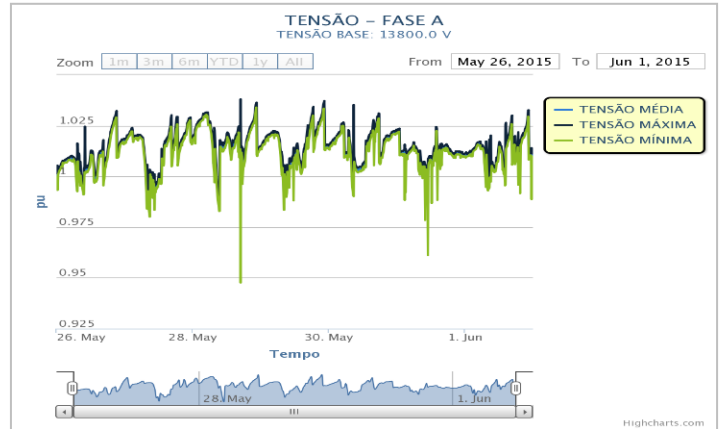 TENSÃO – FASE A
TENSÃO BASE: 13800.0 V
Zoom 1m 3m 6m YTD 1y All From May 26, 2015 To Jun 1, 2015
TENSÃO MÉDIA
TENSÃO MÁXIMA
TENSÃO MÍNIMA
1.025
1
0.975
0.95
0.925
pu
26. May 28. May 30. May 1. Jun
Tempo
28. May 1. Jun
Highcharts.com